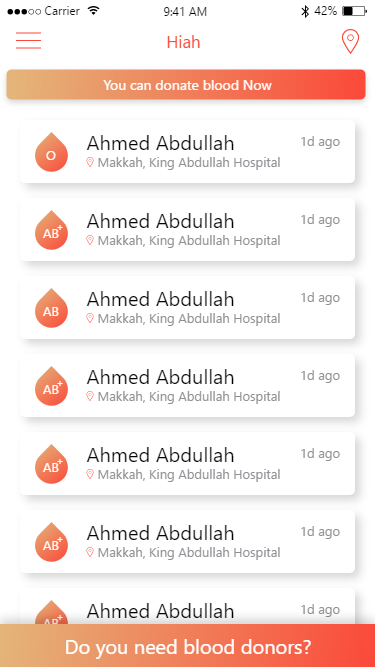 Carrier 9:41 AM 42%
Hiah
You can donate blood Now
O Ahmed Abdullah 1d ago
Makkah, King Abdullah Hospital
AB+ Ahmed Abdullah 1d ago
Makkah, King Abdullah Hospital
AB Ahmed Abdullah 1d ago
Makkah, King Abdullah Hospital
AB+ Ahmed Abdullah 1d ago
Makkah, King Abdullah Hospital
AB+ Ahmed Abdullah 1d ago
Makkah, King Abdullah Hospital
AB+ Ahmed Abdullah 1d ago
Makkah, King Abdullah Hospital
AB+ Ahmed Abdullah 1d ago
Do you need blood donors?